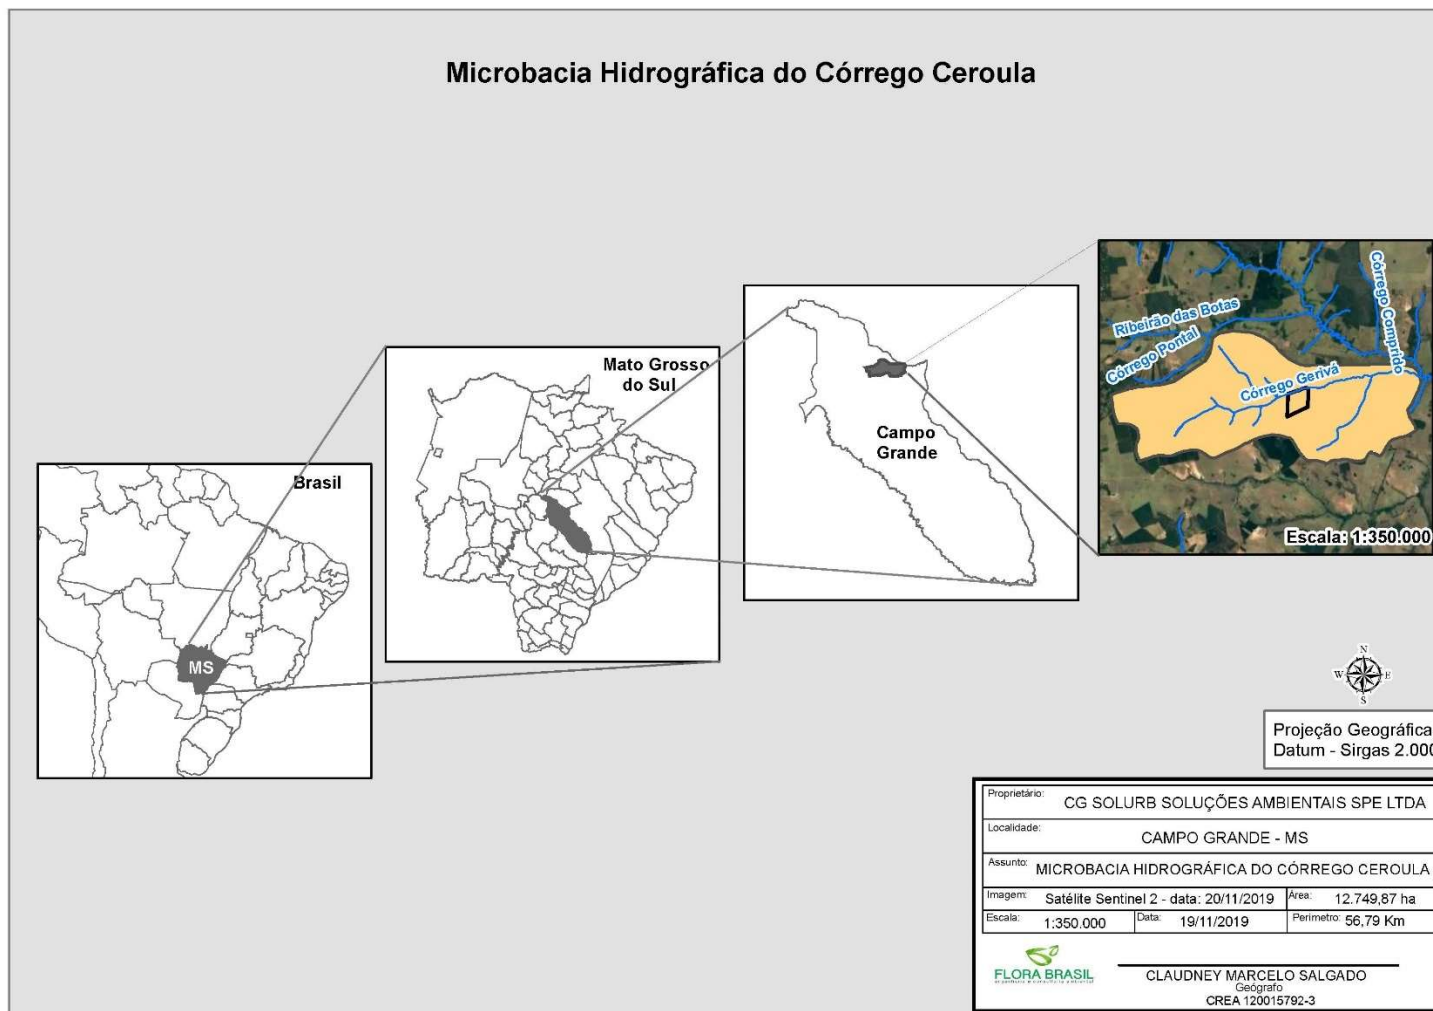 Microbacia Hidrográfica do Córrego Ceroula
Brasil
MS
Mato Grosso
do Sul
Campo
Grande
Ribeirão das Botas
Córrego Pontal
Córrego Gerivá
Córrego Comprido
Escala: 1:350.000
N
W
E
S
Projeção Geográfica
Datum - Sirgas 2.000
Proprietário: CG SOLURB SOLUÇÕES AMBIENTAIS SPE LTDA
Localidade: CAMPO GRANDE - MS
Assunto: MICROBACIA HIDROGRÁFICA DO CÓRREGO CEROULA
Imagem: Satélite Sentinel 2 - data: 20/11/2019 Área: 12.749,87 ha
Escala: 1:350.000 Data: 19/11/2019 Perimetro: 56,79 Km
FLORA BRASIL
engenharia e consultoria ambiental
CLAUDNEY MARCELO SALGADO
Geógrafo
CREA 120015792-3